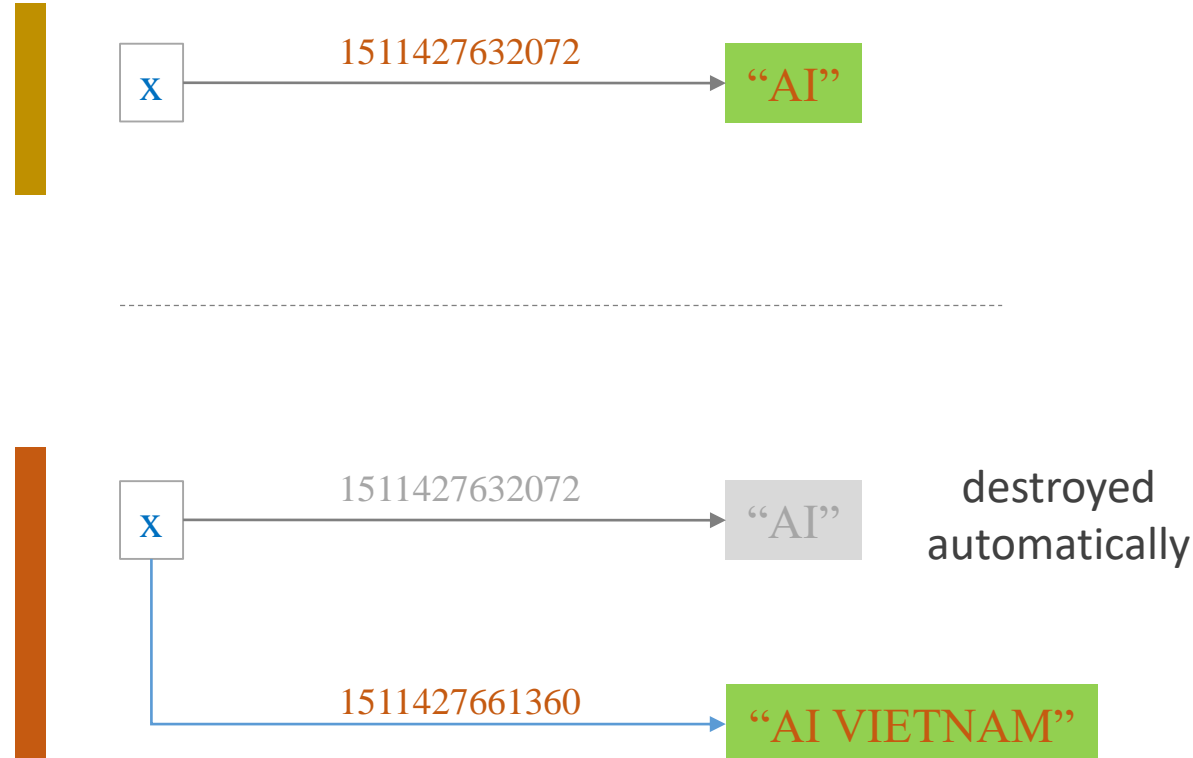 1511427632072
x
“AI”
1511427632072
x
“AI”
destroyed
automatically
1511427661360
“AI VIETNAM”